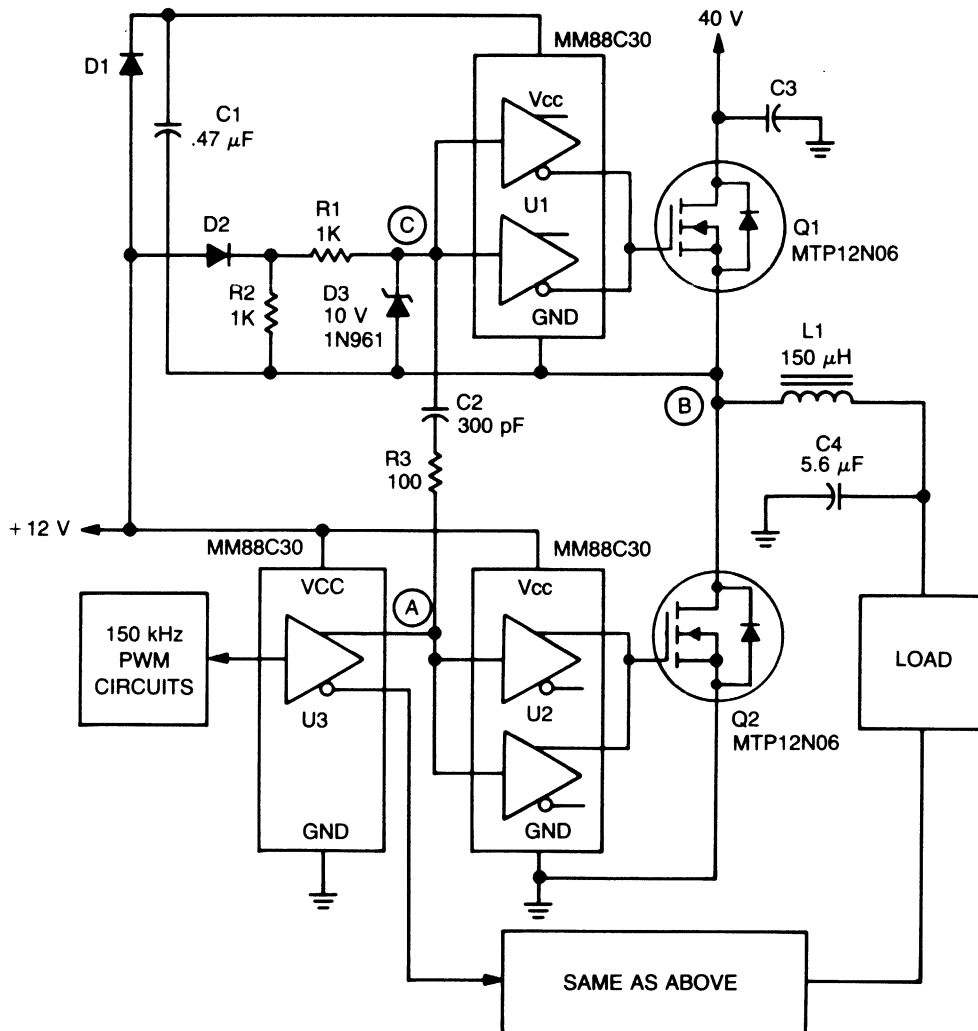 40 V
MM88C30
D1
C3
C1
.47 μF
Vcc
U1
Q1
MTP12N06
D2
R1
1K
C
R2
1K
D3
10 V
1N961
GND
L1
150 μH
B
C2
300 pF
R3
100
C4
5.6 μF
+12 V
MM88C30
MM88C30
VCC
Vcc
A
150 kHz
PWM
CIRCUITS
U3
U2
LOAD
Q2
MTP12N06
GND
GND
SAME AS ABOVE